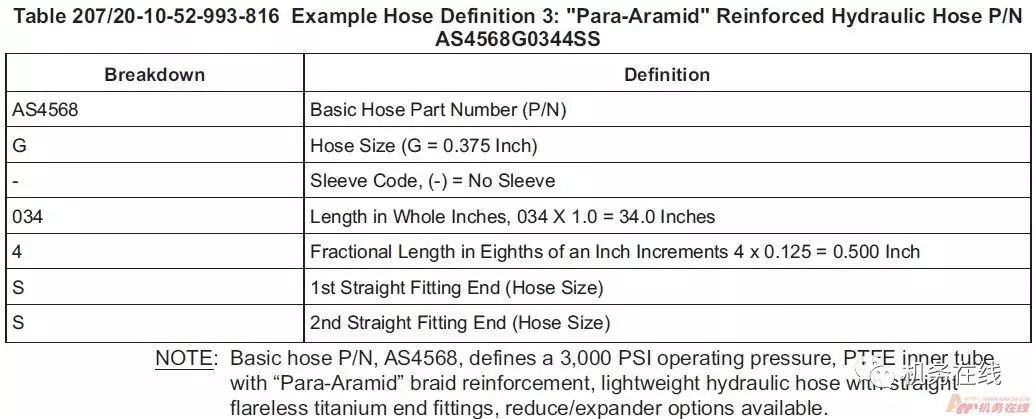 Table 207/20-10-52-993-816 Example Hose Definition 3: "Para-Aramid" Reinforced Hydraulic Hose P/N
AS4568G0344SS
Breakdown Definition
AS4568 Basic Hose Part Number (P/N)
G Hose Size (G = 0.375 Inch)
- Sleeve Code, (-) = No Sleeve
034 Length in Whole Inches, 034 X 1.0 = 34.0 Inches
4 Fractional Length in Eighths of an Inch Increments 4 x 0.125 = 0.500 Inch
S 1st Straight Fitting End (Hose Size)
S 2nd Straight Fitting End (Hose Size)
NOTE: Basic hose P/N, AS4568, defines a 3,000 PSI operating pressure, PTFE inner tube
with “Para-Aramid” braid reinforcement, lightweight hydraulic hose with straight
flareless titanium end fittings, reduce/expander options available.
机务在线
机务在线